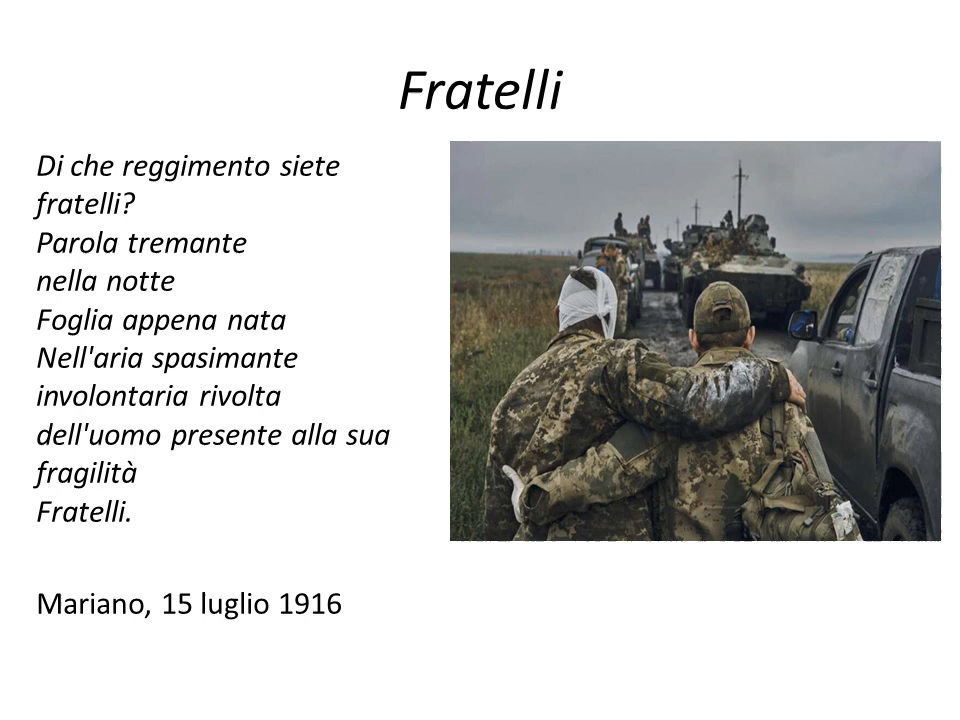 Fratelli
Di che reggimento siete
fratelli?
Parola tremante
nella notte
Foglia appena nata
Nell'aria spasimante
involontaria rivolta
dell'uomo presente alla sua
fragilità
Fratelli.
Mariano, 15 luglio 1916